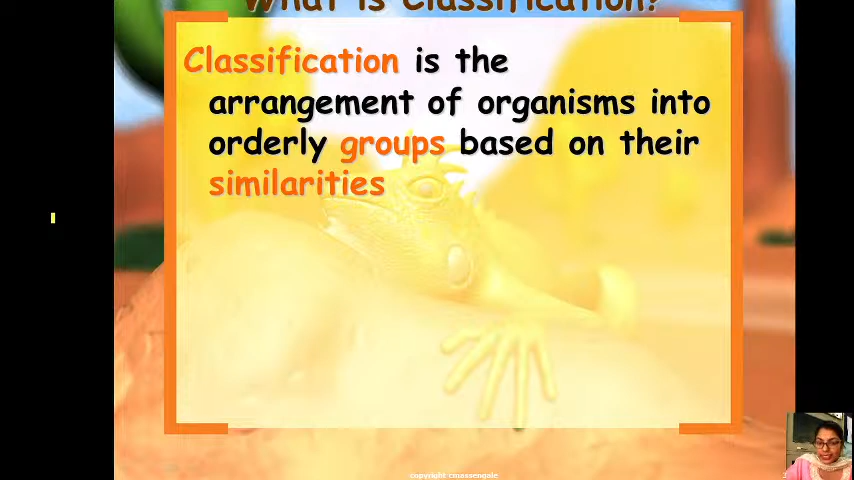 What is Classification?
Classification is the
arrangement of organisms into
orderly groups based on their
similarities
copyright cmassengale